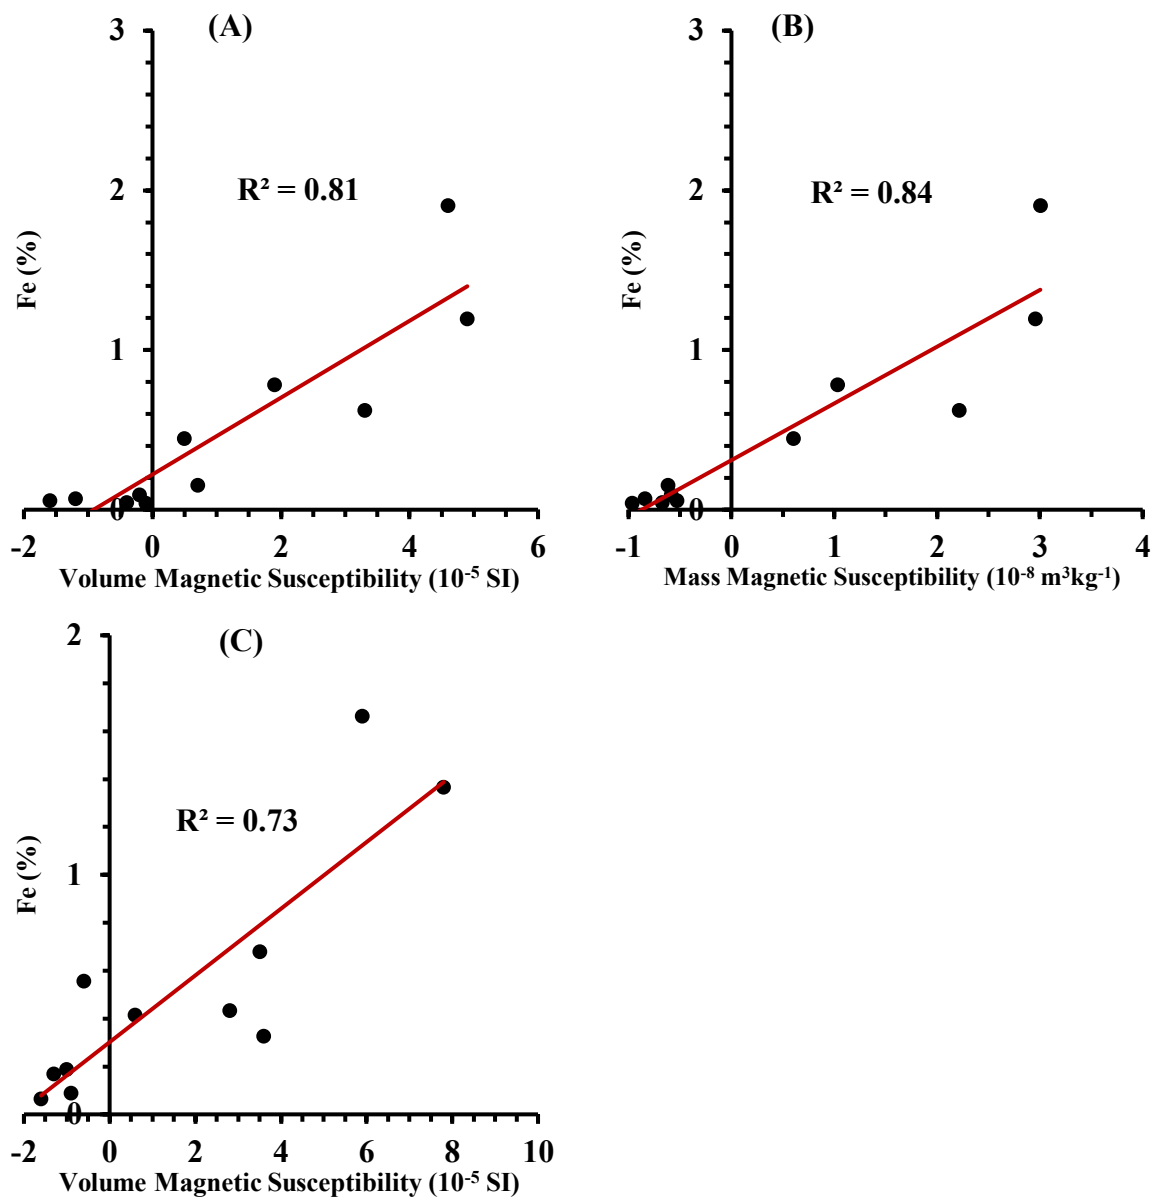 (A)
3
2
1
0
R² = 0.81
Fe (%)
-2 0 2 4 6
Volume Magnetic Susceptibility (10⁻⁵ SI)
(B)
3
2
1
0
R² = 0.84
Fe (%)
-1 0 1 2 3 4
Mass Magnetic Susceptibility (10⁻⁸ m³kg⁻¹)
(C)
2
1
0
R² = 0.73
Fe (%)
-2 0 2 4 6 8 10
Volume Magnetic Susceptibility (10⁻⁵ SI)